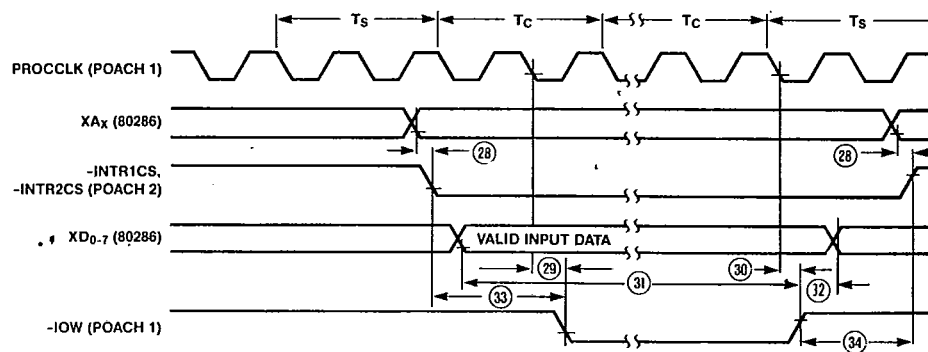 TS TC TC TS
PROCCLK (POACH 1)
XAX (80286)
28 28
-INTR1CS,
-INTR2CS (POACH 2)
XD0-7 (80286) VALID INPUT DATA
29 30
31 32
33
-IOW (POACH 1) 34